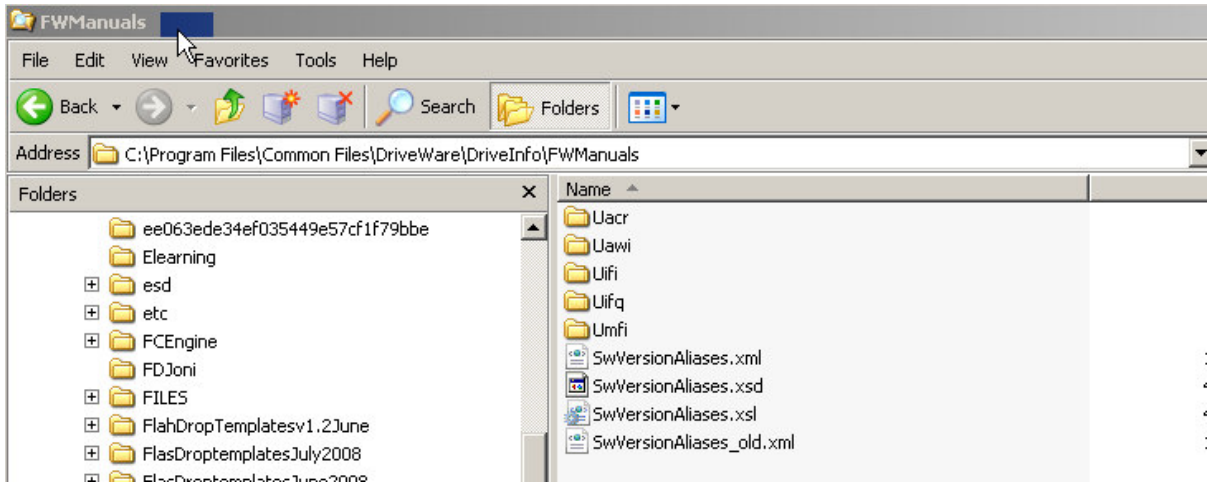 FWManuals
File Edit View Favorites Tools Help
Back Search Folders
Address C:\Program Files\Common Files\DriveWare\DriveInfo\FWManuals
Folders
ee063ede34ef035449e57cf1f79bbe
Elearning
esd
etc
FCEngine
FDJoni
FILES
FlahDropTemplatesv1.2June
FlasDroptemplatesJuly2008
FlasDroptemplatesJune2008
Name
Uacr
Uawi
Uifi
Uifq
Umfi
SwVersionAliases.xml
SwVersionAliases.xsd
SwVersionAliases.xsl
SwVersionAliases_old.xml